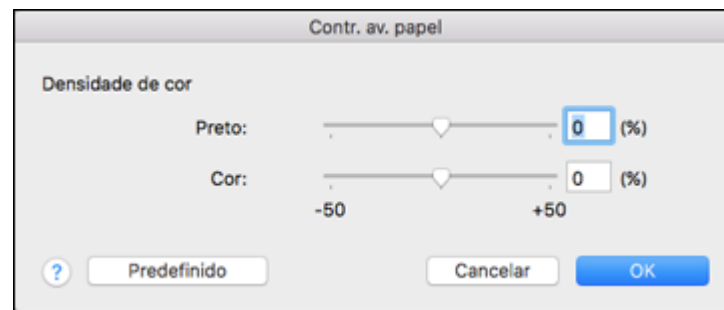 Contr. av. papel
Densidade de cor
Preto: 0 (%)
Cor: 0 (%)
-50 +50
? Predefinido Cancelar OK